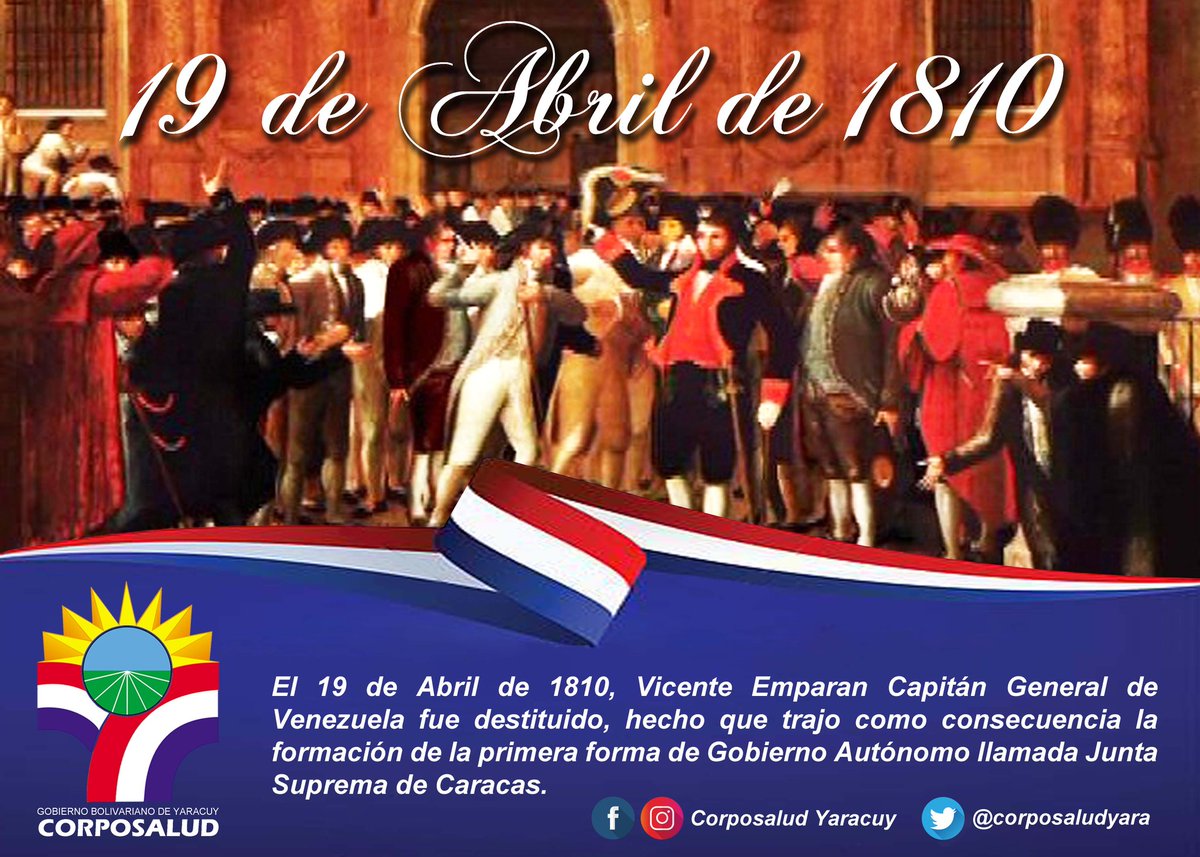 19 de Abril de 1810
El 19 de Abril de 1810, Vicente Emparan Capitán General de
Venezuela fue destituido, hecho que trajo como consecuencia la
formación de la primera forma de Gobierno Autónomo llamada Junta
Suprema de Caracas.
GOBIERNO BOLIVARIANO DE YARACUY
CORPOSALUD
Corposalud Yaracuy
@corposaludyara